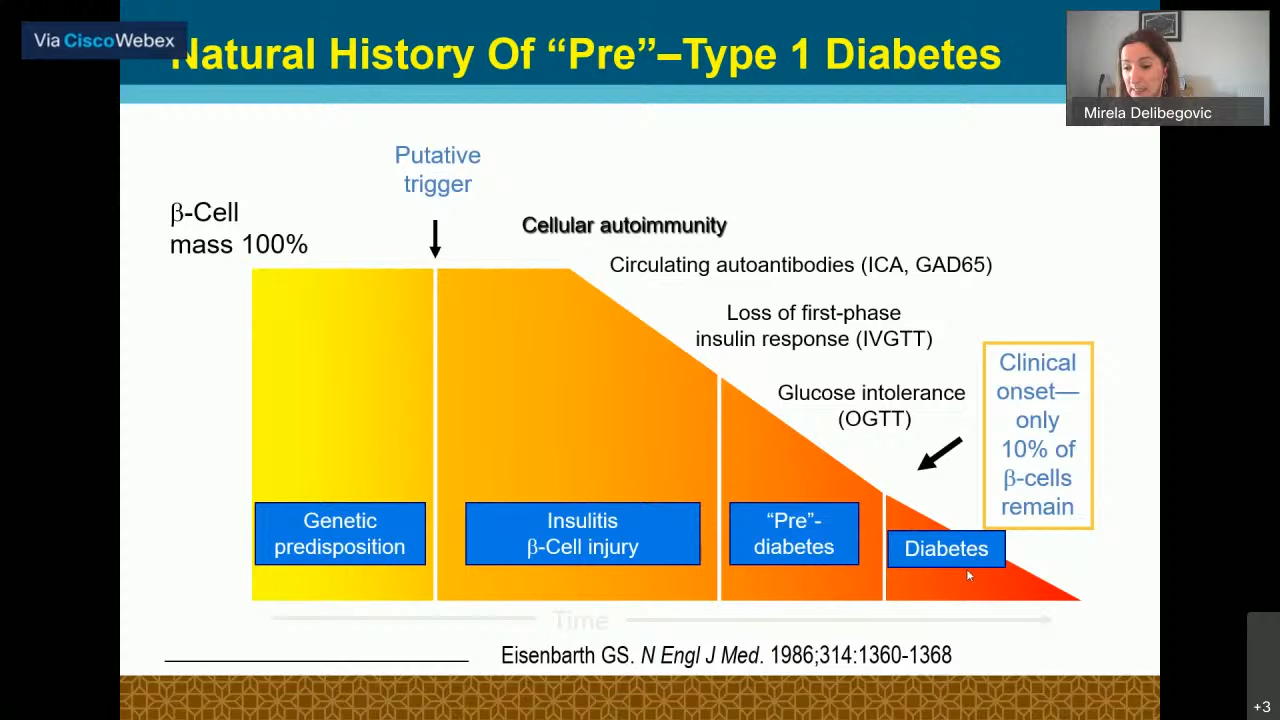 Via CiscoWebex
Natural History Of “Pre”–Type 1 Diabetes
Mirela Delibegovic
Putative
trigger
β-Cell
mass 100%
Cellular autoimmunity
Circulating autoantibodies (ICA, GAD65)
Loss of first-phase
insulin response (IVGTT)
Glucose intolerance
(OGTT)
Clinical
onset—
only
10% of
β-cells
remain
Genetic
predisposition
Insulitis
β-Cell injury
“Pre”-
diabetes
Diabetes
Time
Eisenbarth GS. N Engl J Med. 1986;314:1360-1368
+3